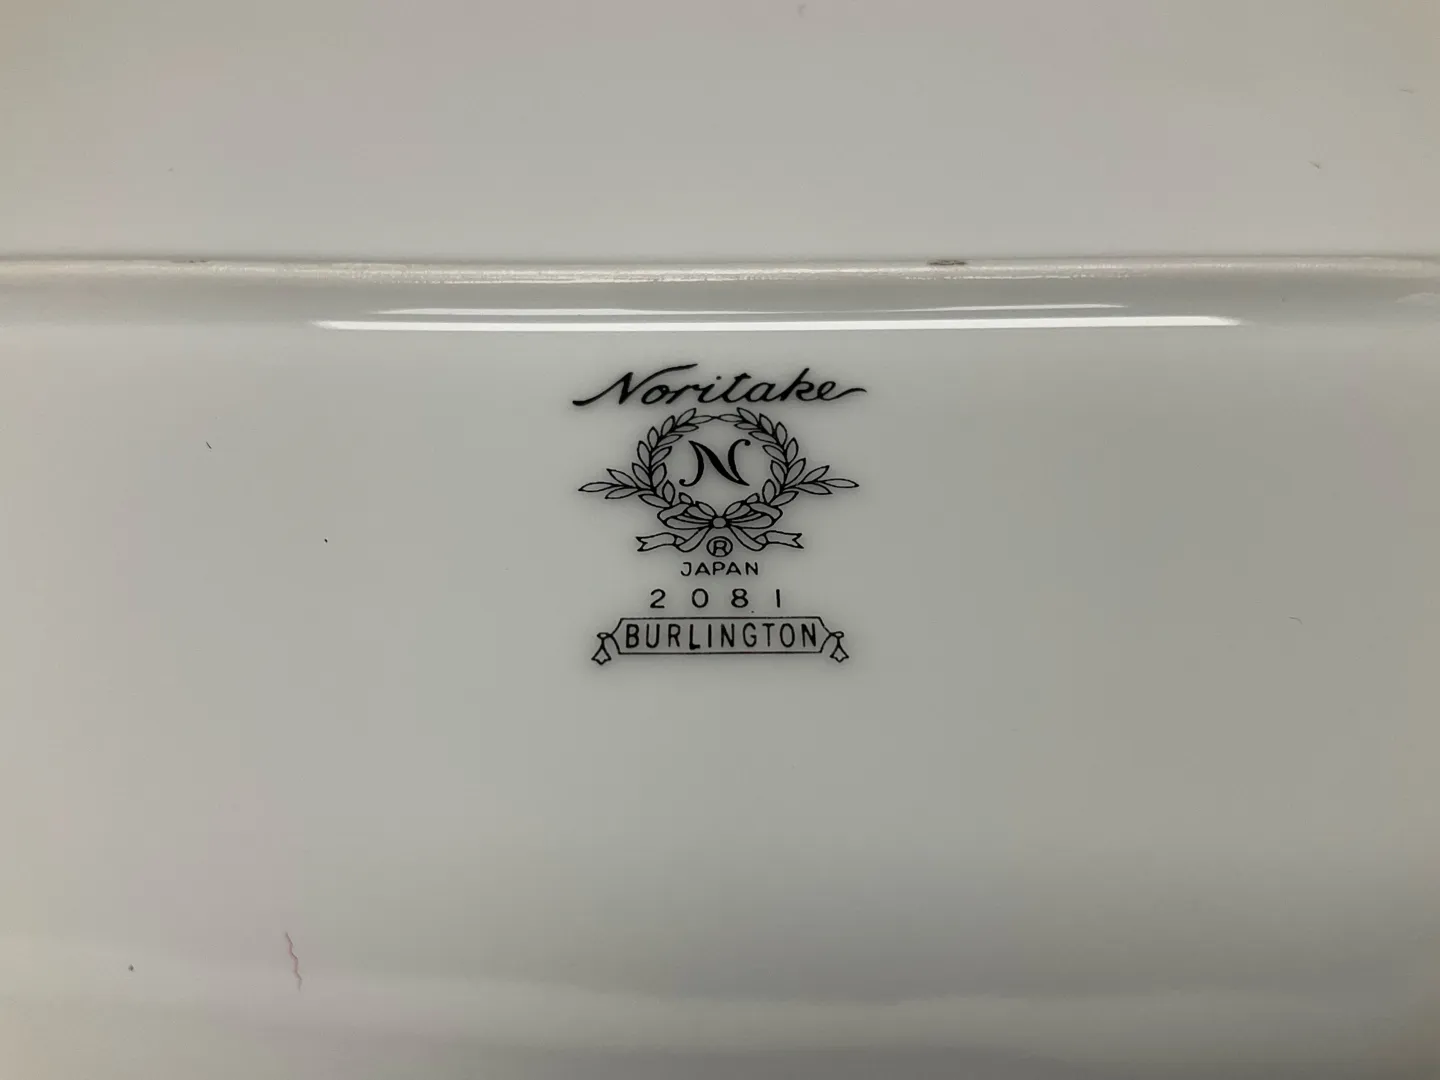 Noritake
N
®
JAPAN
2081
BURLINGTON